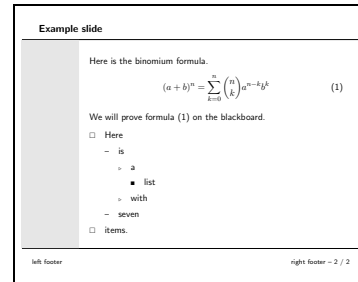 Example slide
Here is the binomium formula.
(a + b)^n = \sum_{k=0}^{n} \binom{n}{k} a^{n-k} b^k (1)
We will prove formula (1) on the blackboard.
□ Here
– is
▹ a
■ list
▹ with
– seven
□ items.
left footer right footer – 2 / 2